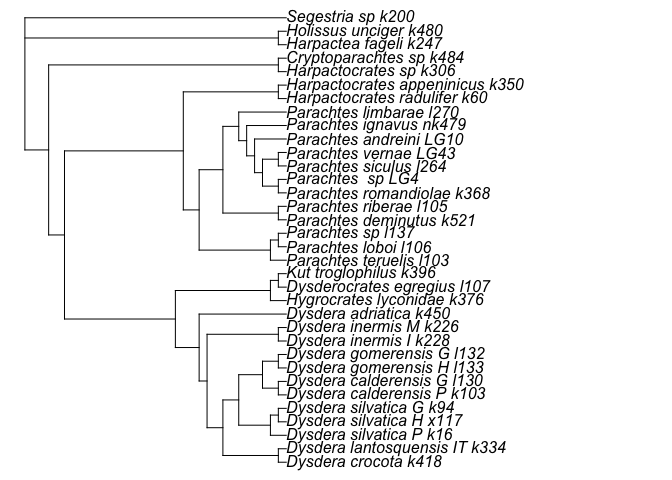 Segestria sp k200
Holissus unciger k480
Harpactea fageli k247
Cryptoparachtes sp k484
Harpactocrates sp k306
Harpactocrates appeninicus k350
Harpactocrates radulifer k60
Parachtes limbarae l270
Parachtes ignavus nk479
Parachtes andreini LG10
Parachtes vernae LG43
Parachtes siculus l264
Parachtes  sp LG4
Parachtes romandiolae k368
Parachtes riberae l105
Parachtes deminutus k521
Parachtes sp l137
Parachtes loboi l106
Parachtes teruelis l103
Kut troglophilus k396
Dysderocrates egregius l107
Hygrocrates lyconidae k376
Dysdera adriatica k450
Dysdera inermis M k226
Dysdera inermis I k228
Dysdera gomerensis G l132
Dysdera gomerensis H l133
Dysdera calderensis G l130
Dysdera calderensis P k103
Dysdera silvatica G k94
Dysdera silvatica H x117
Dysdera silvatica P k16
Dysdera lantosquensis IT k334
Dysdera crocota k418